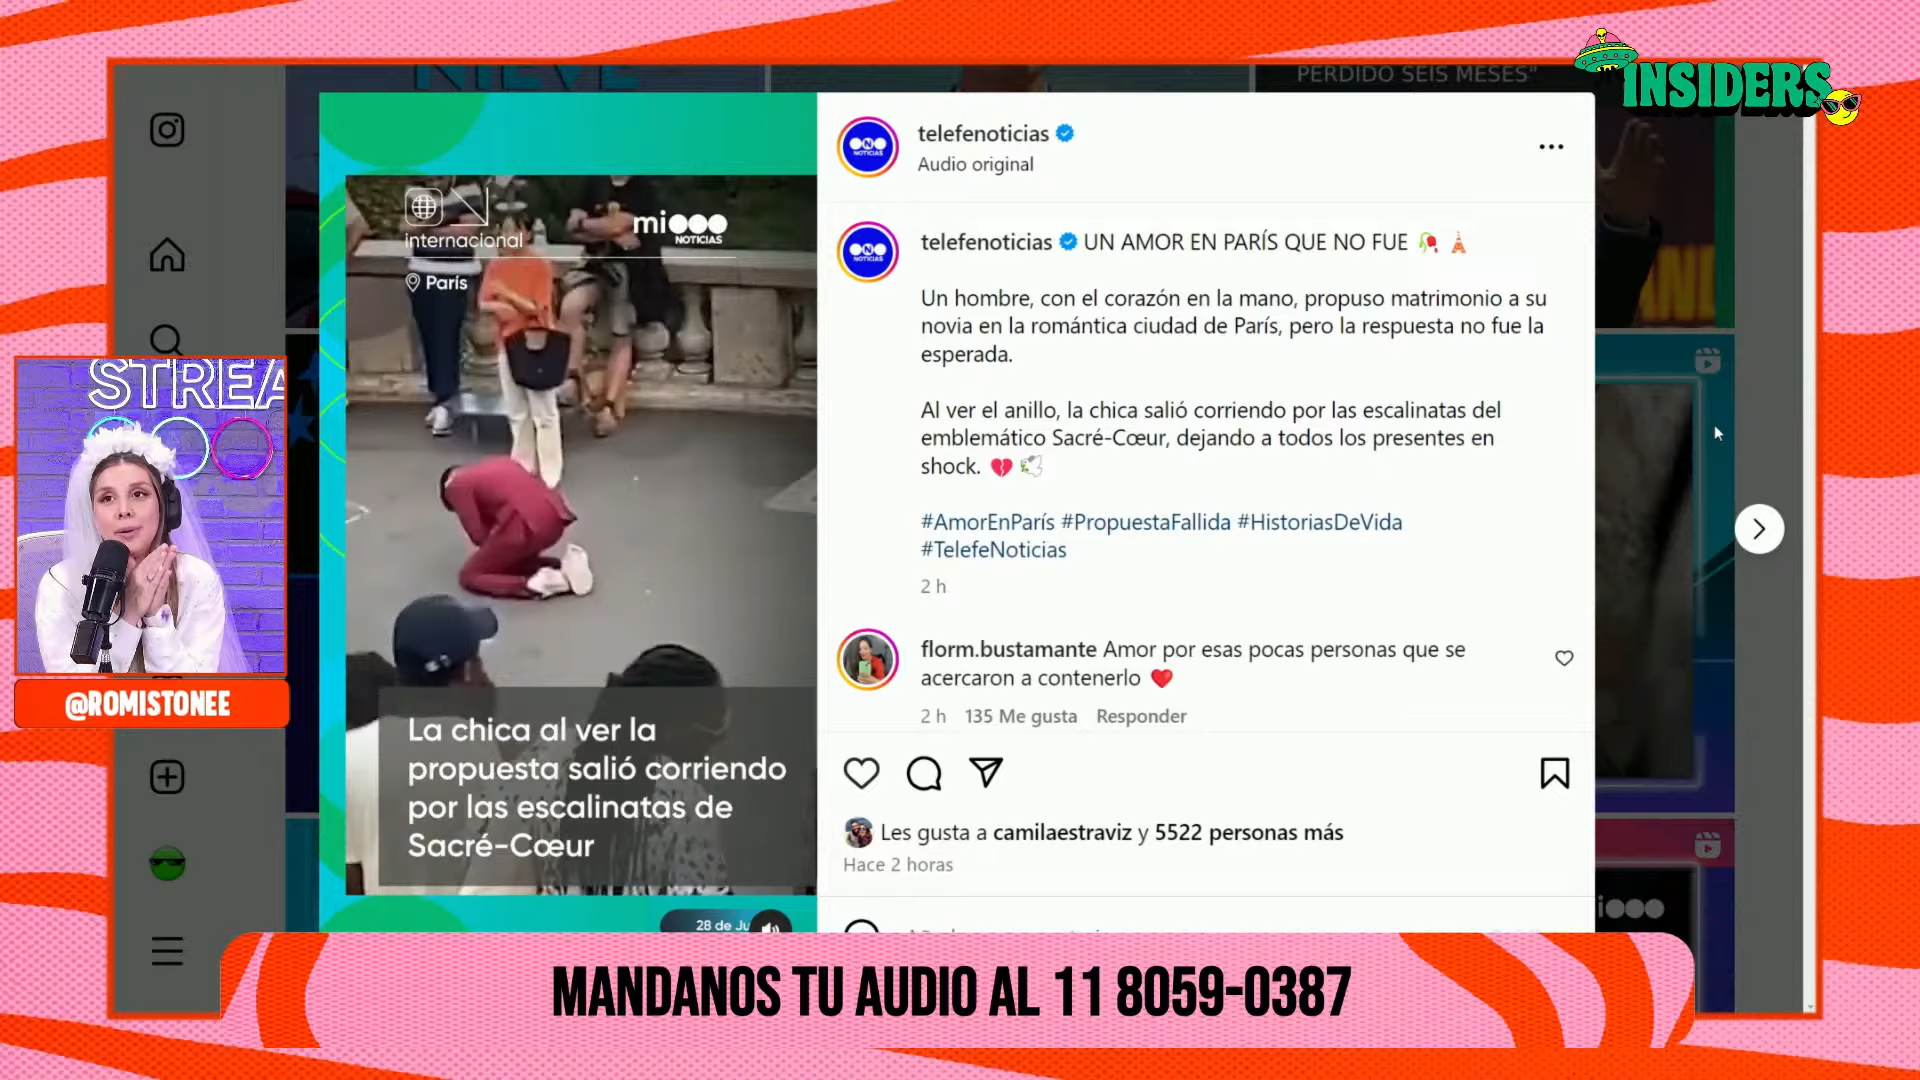 NIEVE
PERDIDO SEIS MESES"
INSIDERS
telefenoticias
Audio original
NOTICIAS
internacional
París
mi
NOTICIAS
NOTICIAS
telefenoticias UN AMOR EN PARÍS QUE NO FUE
Un hombre, con el corazón en la mano, propuso matrimonio a su
novia en la romántica ciudad de París, pero la respuesta no fue la
esperada.
Al ver el anillo, la chica salió corriendo por las escalinatas del
emblemático Sacré-Cœur, dejando a todos los presentes en
shock.
#AmorEnParís #PropuestaFallida #HistoriasDeVida
#TelefeNoticias
2 h
florm.bustamante Amor por esas pocas personas que se
acercaron a contenerlo
2 h 135 Me gusta Responder
STREA
@ROMISTONEE
La chica al ver la
propuesta salió corriendo
por las escalinatas de
Sacré-Cœur
Les gusta a camilaestraviz y 5522 personas más
Hace 2 horas
28 de Ju
MANDANOS TU AUDIO AL 11 8059-0387